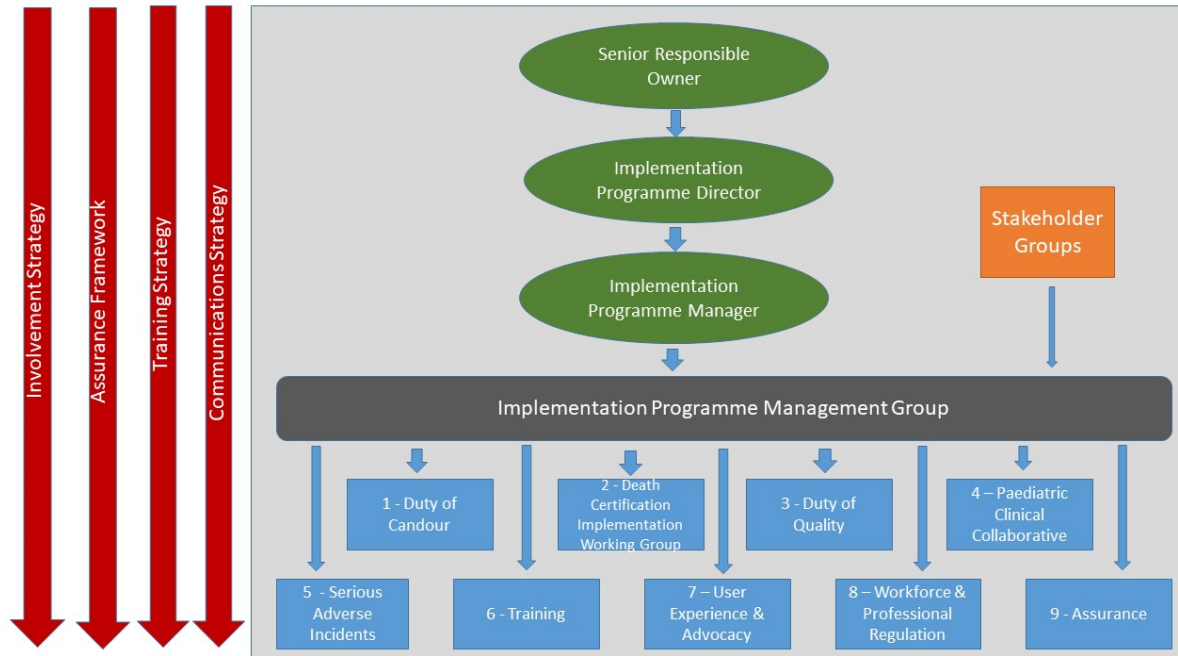 Involvement Strategy
Assurance Framework
Training Strategy
Communications Strategy
Senior Responsible
Owner
Implementation
Programme Director
Implementation
Programme Manager
Stakeholder
Groups
Implementation Programme Management Group
1 - Duty of
Candour
2 - Death
Certification
Implementation
Working Group
3 - Duty of
Quality
4 – Paediatric
Clinical
Collaborative
5 - Serious
Adverse
Incidents
6 - Training
7 – User
Experience &
Advocacy
8 – Workforce &
Professional
Regulation
9 - Assurance